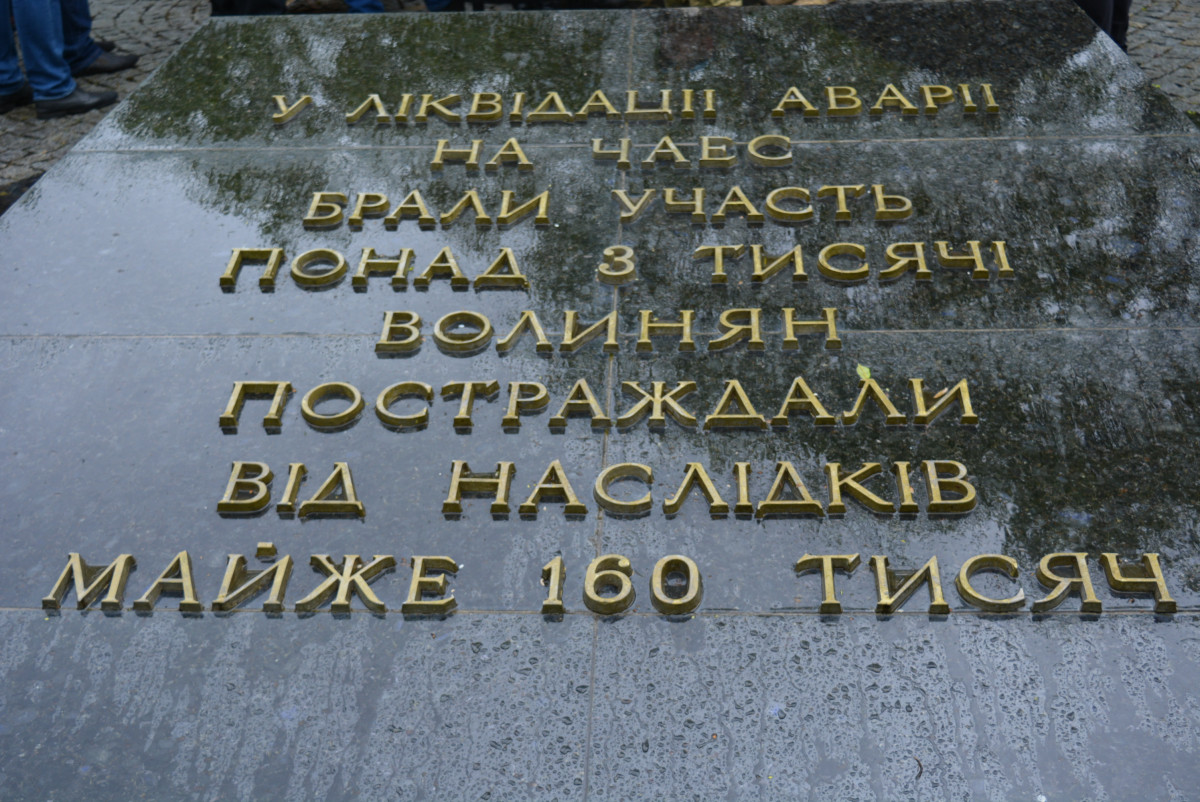 У ЛІКВІДАЦІЇ АВАРІЇ
НА ЧАЕС
БРАЛИ УЧАСТЬ
ПОНАД 3 ТИСЯЧІ
ВОЛИНЯН
ПОСТРАЖДАЛИ
ВІД НАСЛІДКІВ
МАЙЖЕ 160 ТИСЯЧ